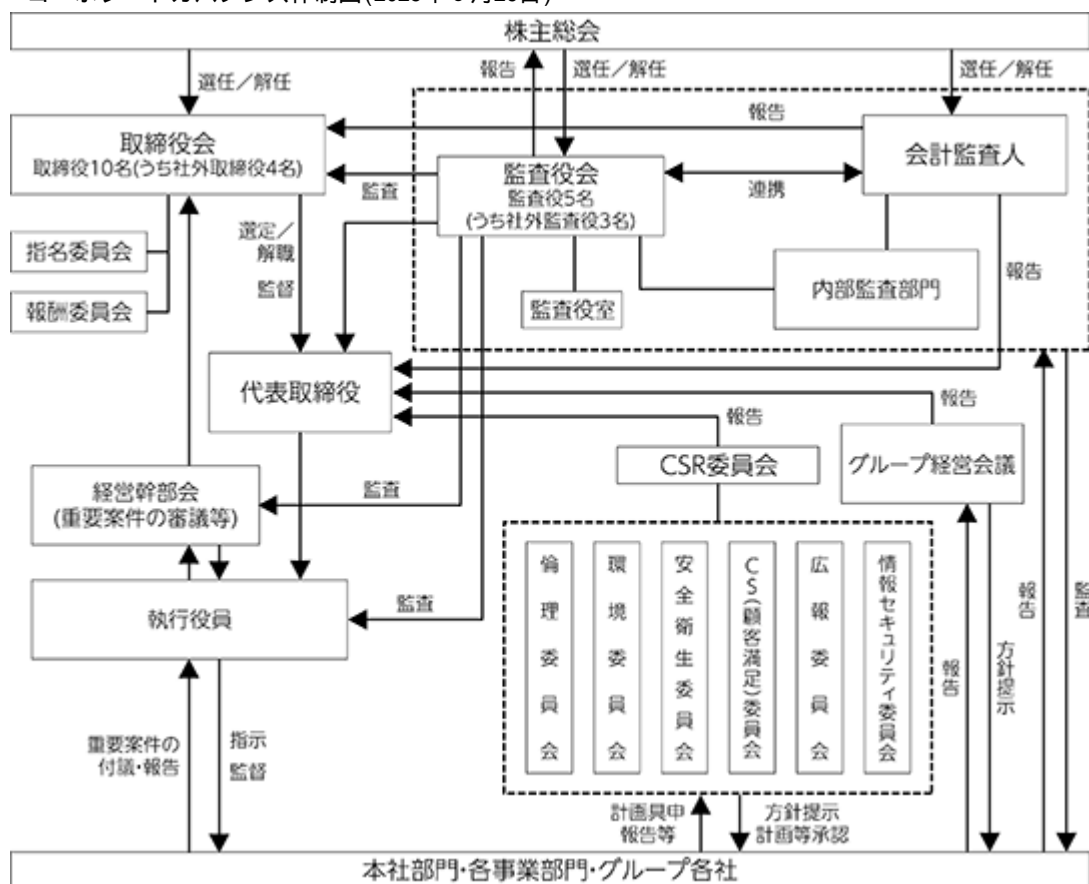 株主総会
選任／解任
報告
選任／解任
選任／解任
取締役会
取締役10名(うち社外取締役4名)
報告
会計監査人
監査役会
監査役5名
(うち社外監査役3名)
監査
連携
指名委員会
報酬委員会
選定／
解職
監督
監査役室
内部監査部門
報告
代表取締役
報告
報告
CSR委員会
グループ経営会議
経営幹部会
(重要案件の審議等)
監査
執行役員
監査
倫理委員会
環境委員会
安全衛生委員会
CS(顧客満足)委員会
広報委員会
情報セキュリティ委員会
報告
方針提示
報告
監査
重要案件の
付議・報告
指示
監督
計画具申
報告等
方針提示
計画等承認
本社部門・各事業部門・グループ各社